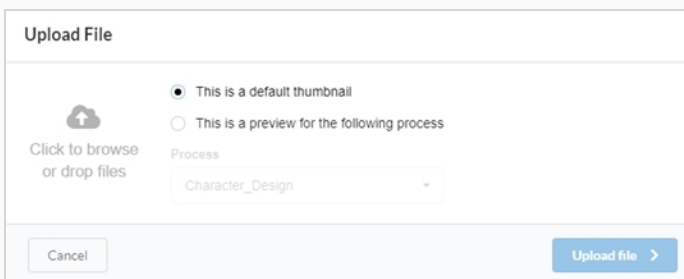 Upload File
This is a default thumbnail
This is a preview for the following process
Click to browse
or drop files
Process
Character_Design
Cancel
Upload file